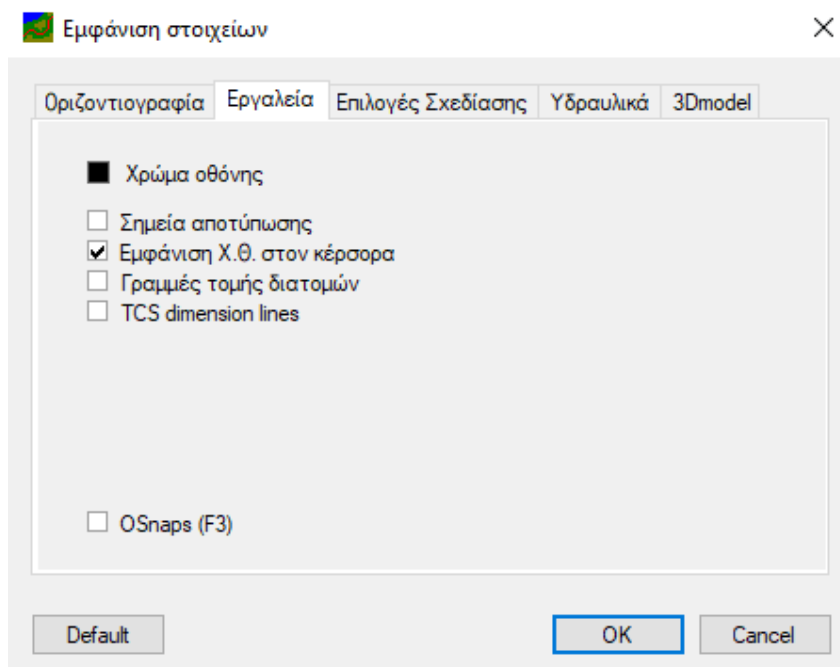 Εμφάνιση στοιχείων
Οριζοντιογραφία Εργαλεία Επιλογές Σχεδίασης Υδραυλικά 3Dmodel
Χρώμα οθόνης
Σημεία αποτύπωσης
Εμφάνιση Χ.Θ. στον κέρσορα
Γραμμές τομής διατομών
TCS dimension lines
OSnaps (F3)
Default OK Cancel